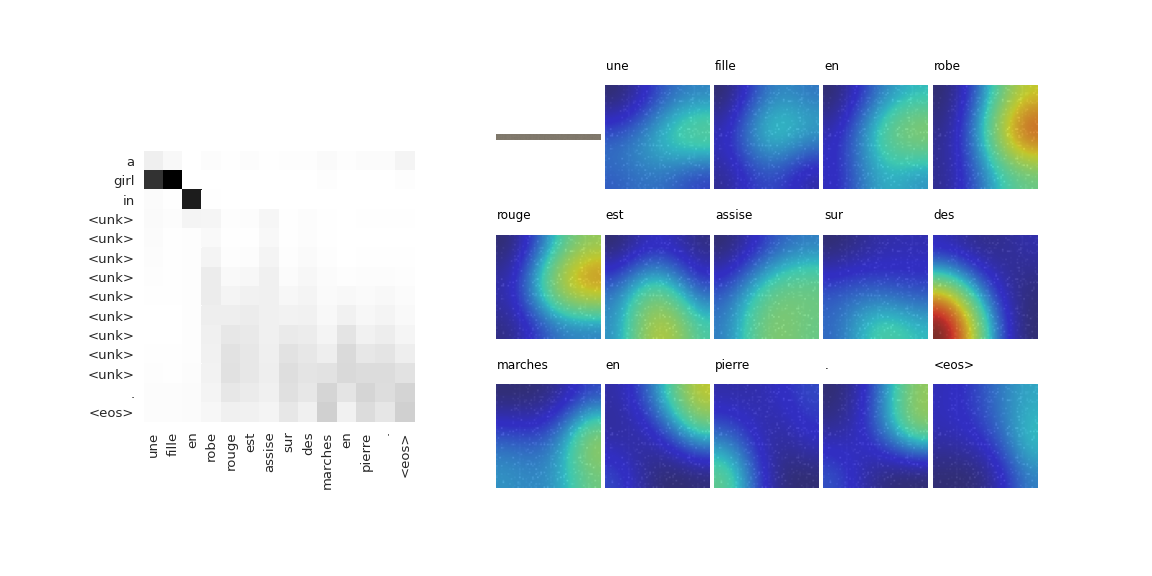 a
girl
in
<unk>
<unk>
<unk>
<unk>
<unk>
<unk>
<unk>
<unk>
<unk>
.
<eos>
une fille en robe rouge est assise sur des marches en pierre . <eos>
une fille en robe
rouge est assise sur des
marches en pierre . <eos>